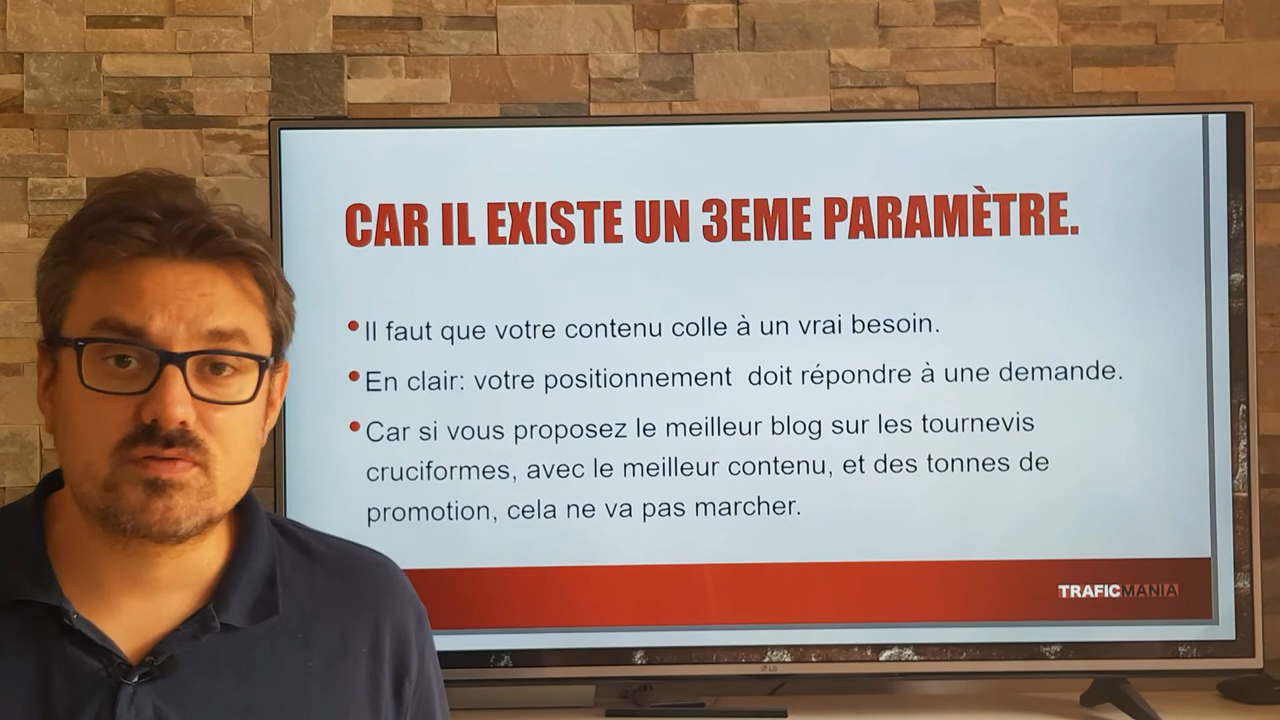 CAR IL EXISTE UN 3EME PARAMÈTRE.
• Il faut que votre contenu colle à un vrai besoin.
• En clair: votre positionnement  doit répondre à une demande.
• Car si vous proposez le meilleur blog sur les tournevis
cruciformes, avec le meilleur contenu, et des tonnes de
promotion, cela ne va pas marcher.
TRAFICMANIA
LG